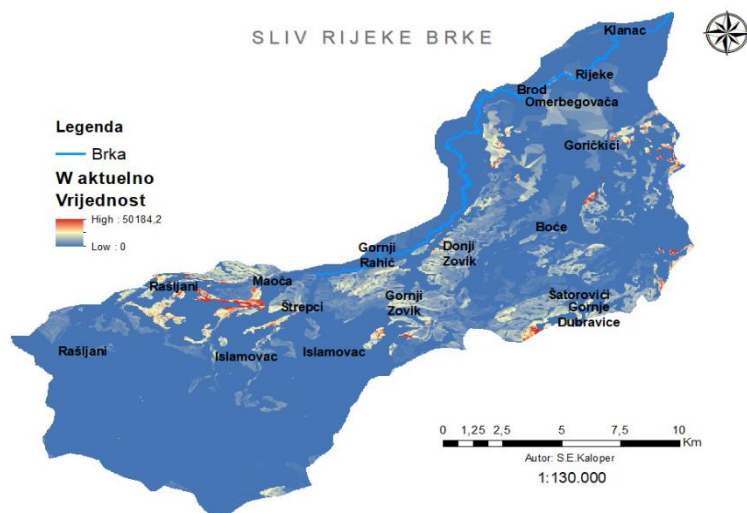 SLIV RIJEKE BRKE
Klanac
Rijeke
Brod
Omerbegovača
Goričkići
Legenda
Brka
W aktuelno
Vrijednost
High : 50184,2
Low : 0
Boće
Gornji
Rahić
Donji
Zovik
Maoča
Rašljani
Štrepci
Gornji
Zovik
Šatorovići
Gornje
Dubravice
Rašljani
Islamovac
Islamovac
0 1,25 2,5 5 7,5 10
Km
Autor: S.E.Kaloper
1:130.000